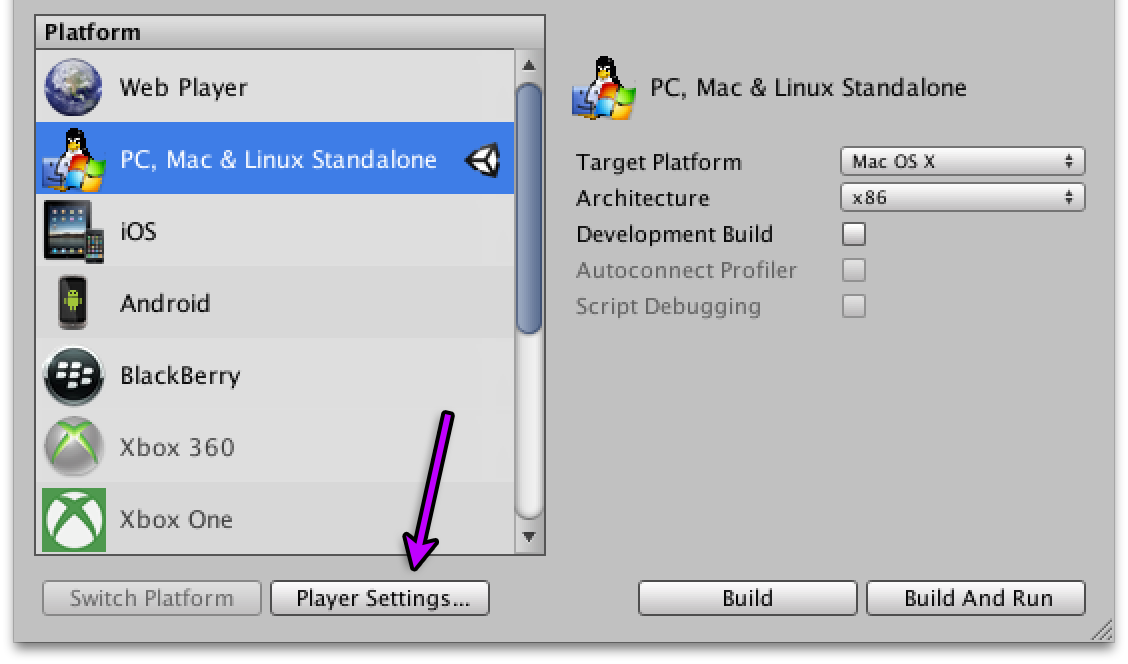 Platform
Web Player
PC, Mac & Linux Standalone
iOS
Android
BlackBerry
Xbox 360
Xbox One
Switch Platform
Player Settings...
PC, Mac & Linux Standalone
Target Platform Mac OS X
Architecture x86
Development Build
Autoconnect Profiler
Script Debugging
Build
Build And Run